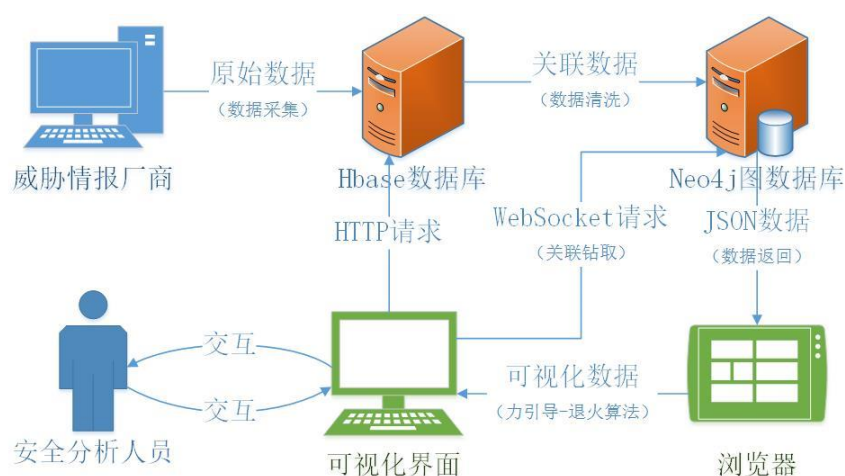 原始数据
（数据采集）
关联数据
（数据清洗）
威胁情报厂商
Hbase数据库
Neo4j图数据库
HTTP请求
WebSocket请求
（关联钻取）
JSON数据
（数据返回）
交互
交互
可视化数据
（力引导-退火算法）
安全分析人员
可视化界面
浏览器